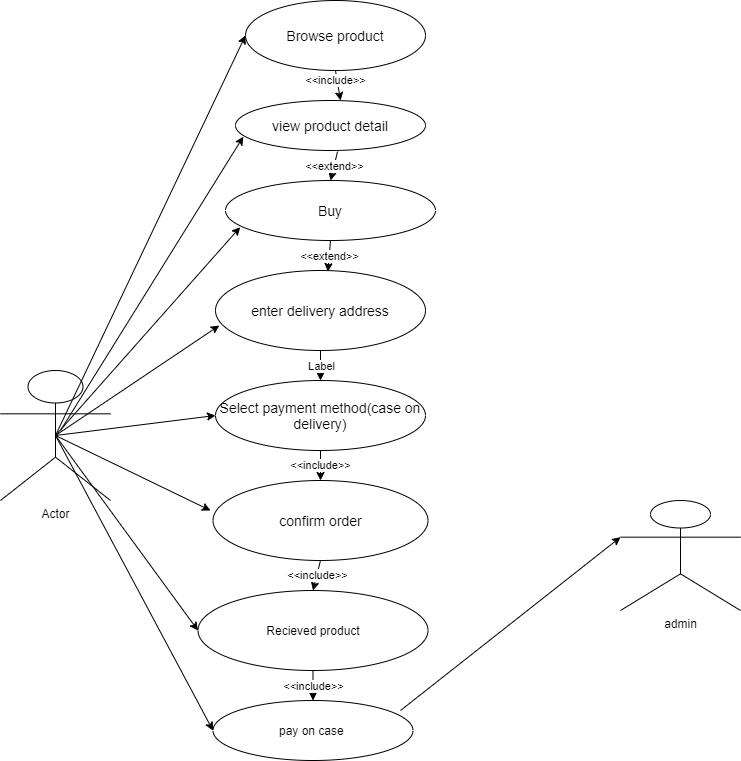 Browse product
<<include>>
view product detail
<<extend>>
Buy
<<extend>>
enter delivery address
Label
Select payment method(case on
delivery)
<<include>>
Actor
confirm order
<<include>>
Recieved product
admin
<<include>>
pay on case